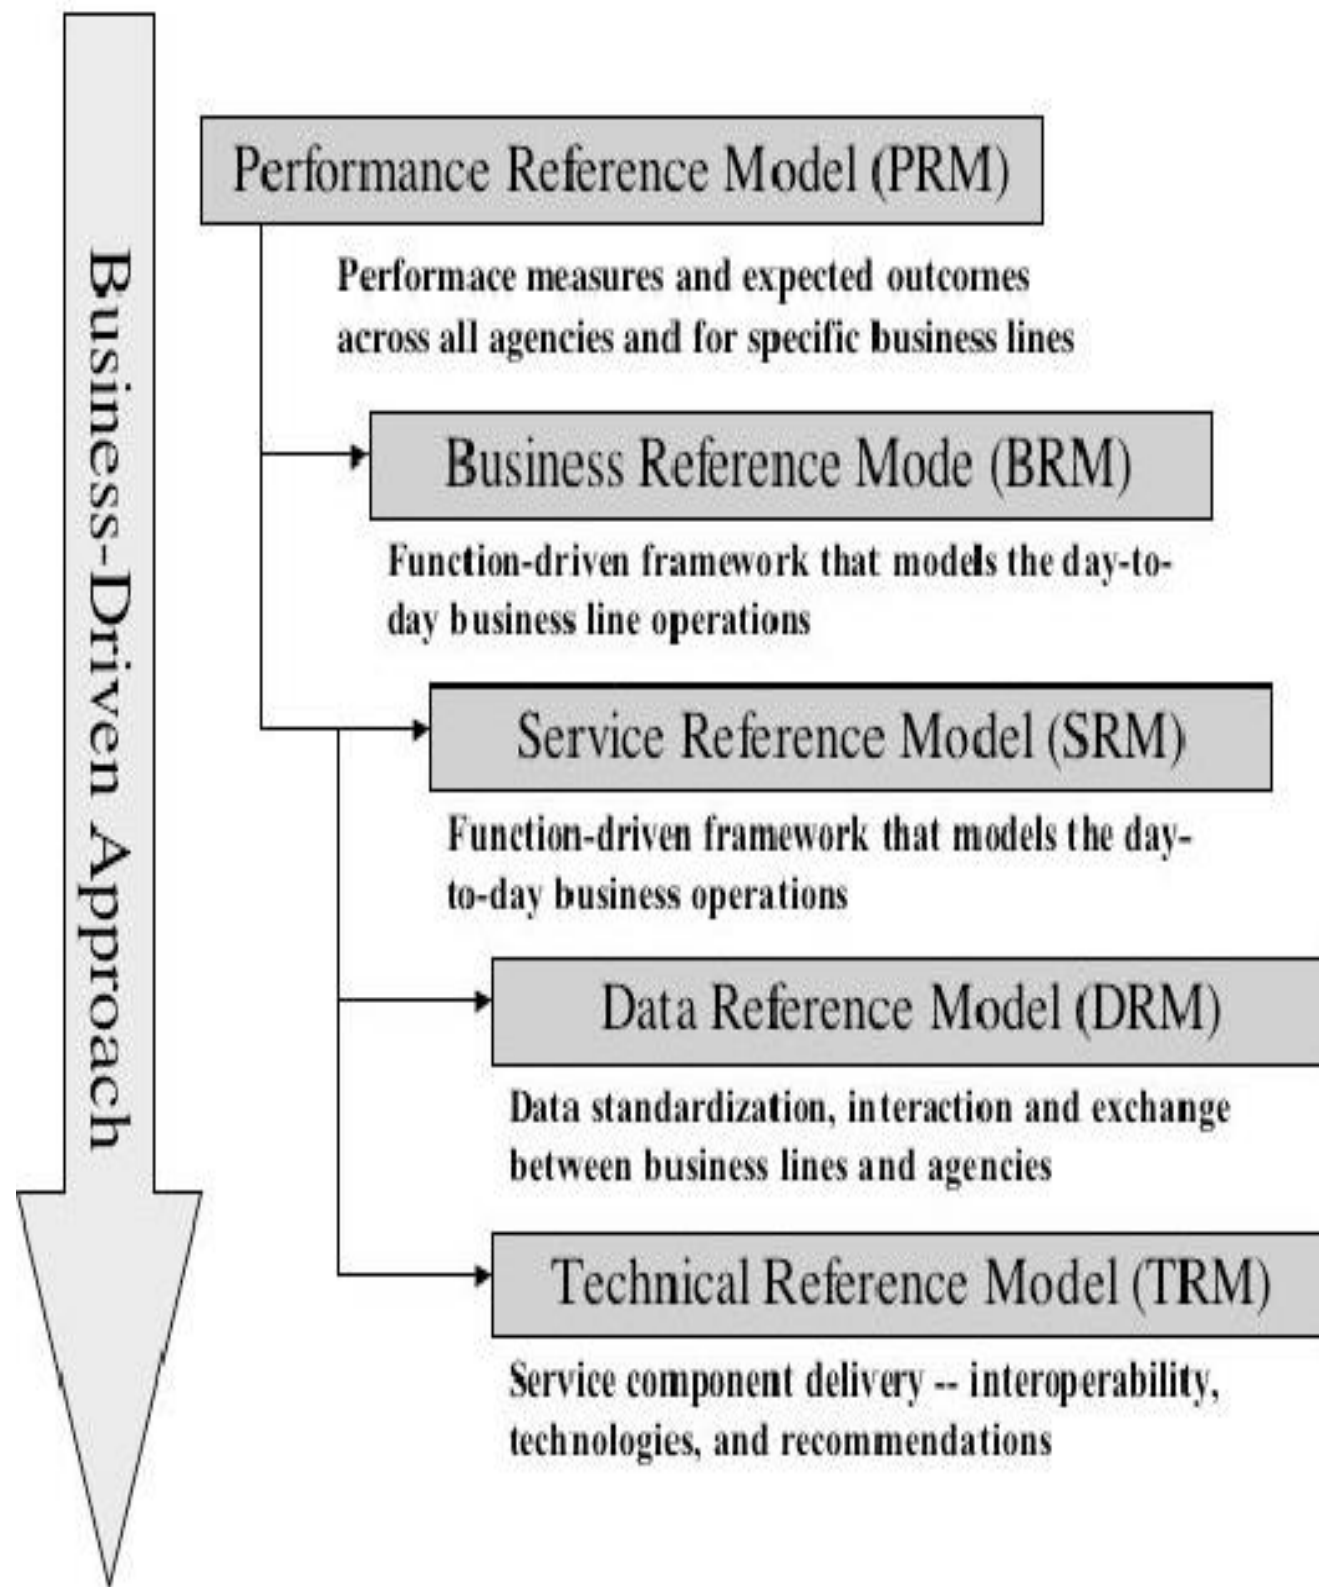 Business-Driven Approach
Performance Reference Model (PRM)
Performace measures and expected outcomes
across all agencies and for specific business lines
Business Reference Mode (BRM)
Function-driven framework that models the day-to-
day business line operations
Service Reference Model (SRM)
Function-driven framework that models the day-
to-day business operations
Data Reference Model (DRM)
Data standardization, interaction and exchange
between business lines and agencies
Technical Reference Model (TRM)
Service component delivery -- interoperability,
technologies, and recommendations